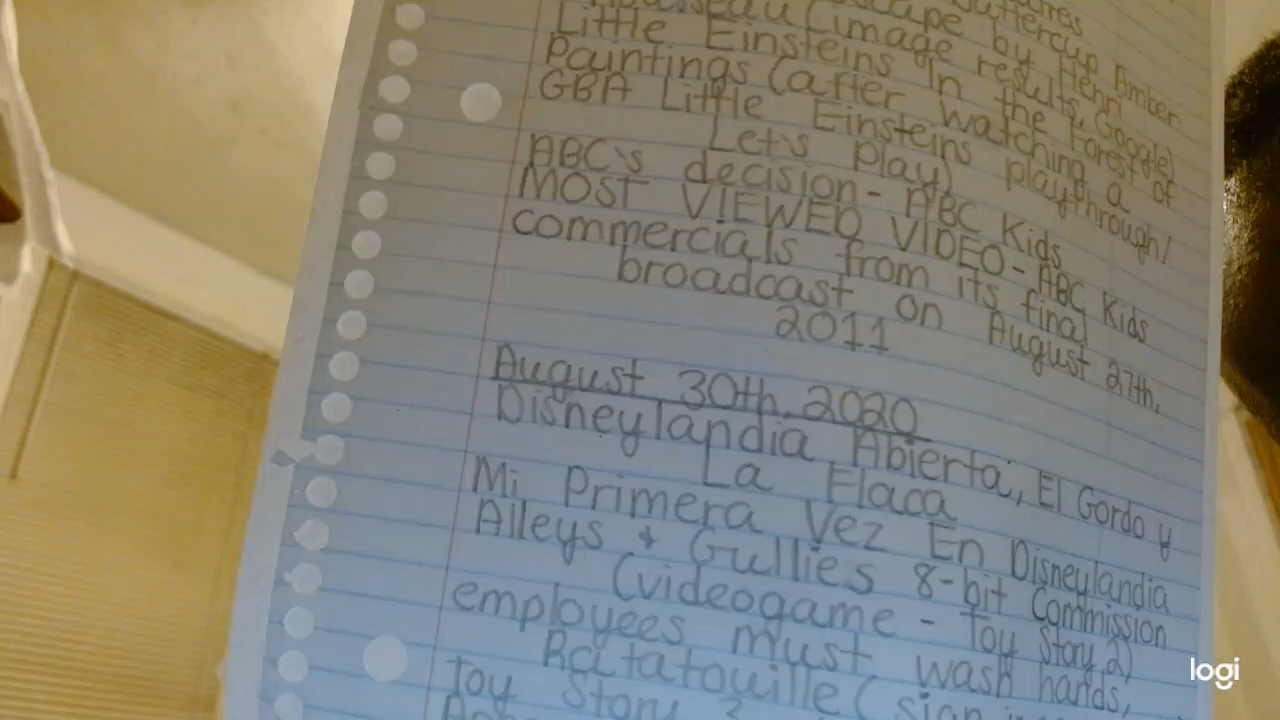 Buttercup Amber
scape by Henri
Rousseau (image results, Google)
Little Einsteins in the Forest of
Paintings (after watching a
GBA Little Einsteins playthrough/
Let's play)
ABC's decision - ABC Kids
MOST VIEWED VIDEO - ABC Kids
commercials from its final
broadcast on August 27th,
2011
August 30th, 2020
Disneylandia Abierta, El Gordo y
La Flaca
Mi Primera Vez En Disneylandia
Alleys & Gullies 8-bit Commission
(videogame - Toy Story 2)
employees must wash hands,
Ratatouille (sign in
Toy Story 3
logi